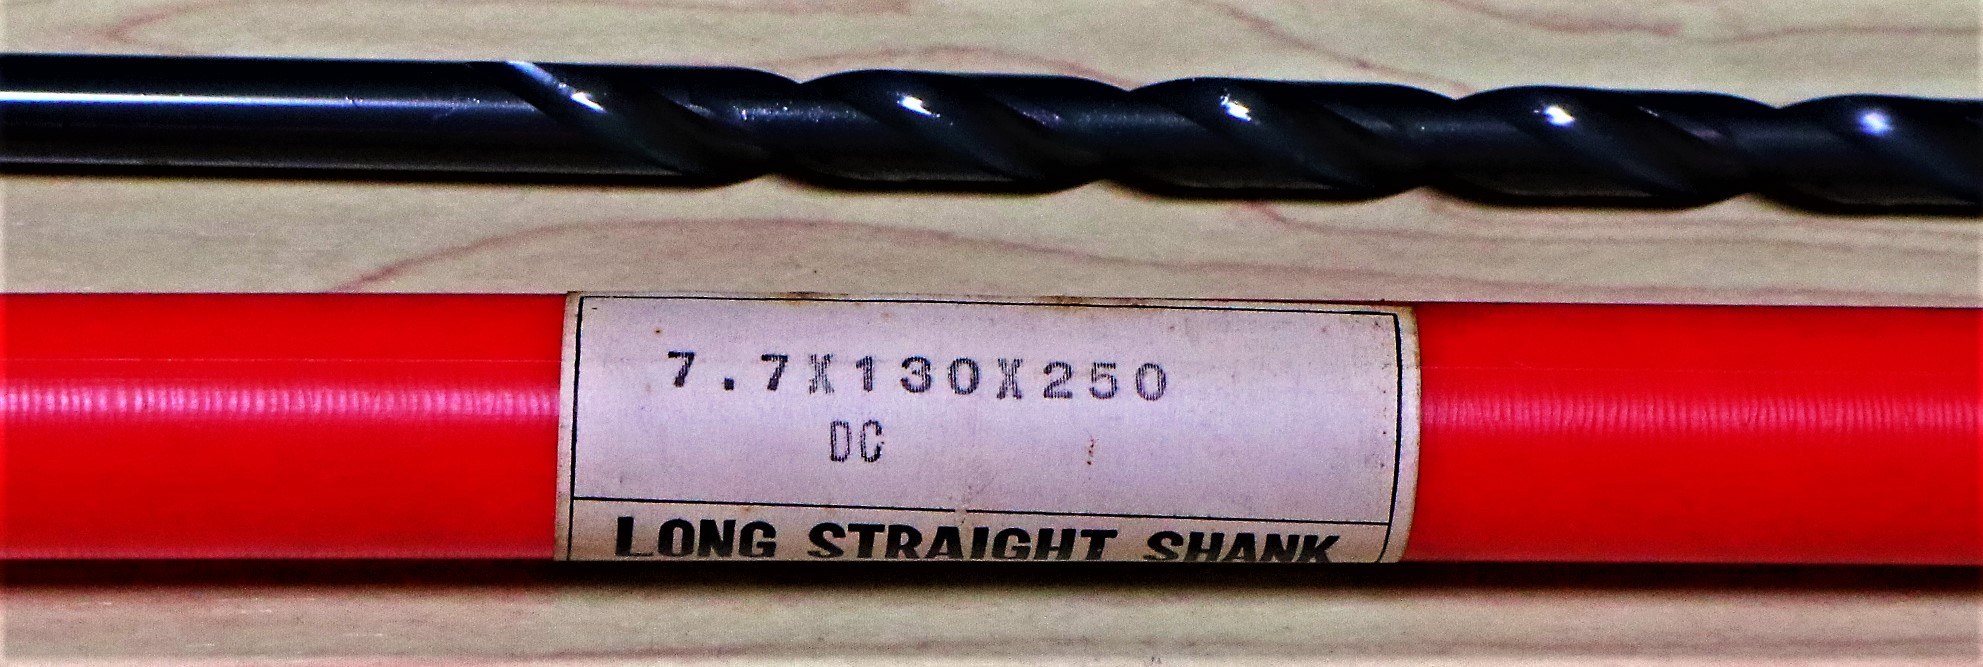 7.7X130X250
DC
LONG STRAIGHT SHANK